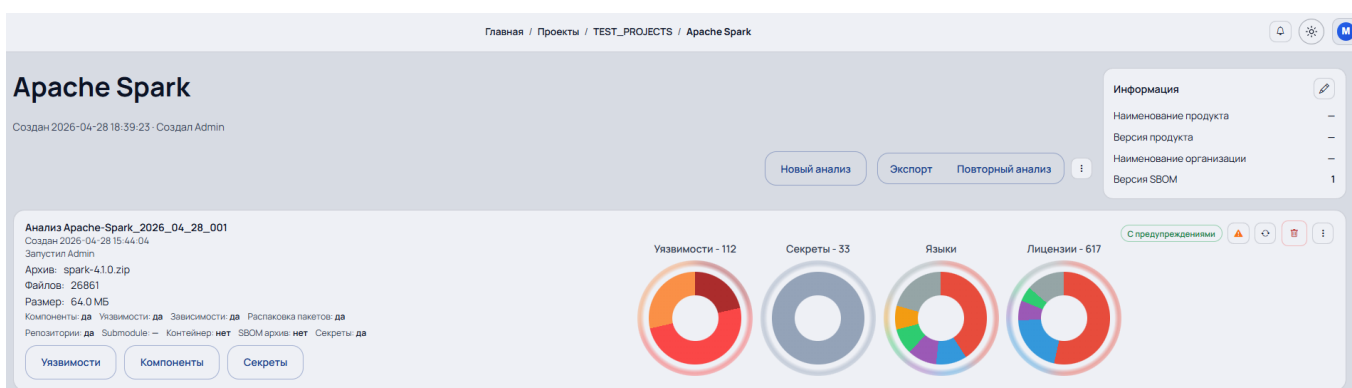 Главная / Проекты / TEST_PROJECTS / Apache Spark
M
Apache Spark
Создан 2026-04-28 18:39:23 · Создал Admin
Новый анализ
Экспорт
Повторный анализ
Информация
Наименование продукта —
Версия продукта —
Наименование организации —
Версия SBOM 1
Анализ Apache-Spark_2026_04_28_001
Создан 2026-04-28 15:44:04
Запустил Admin
Архив: spark-4.1.0.zip
Файлов: 26861
Размер: 64.0 МБ
Компоненты: да Уязвимости: да Зависимости: да Распаковка пакетов: да
Репозитории: да Submodule: — Контейнер: нет SBOM архив: нет Секреты: да
Уязвимости
Компоненты
Секреты
Уязвимости - 112
Секреты - 33
Языки
Лицензии - 617
С предупреждениями